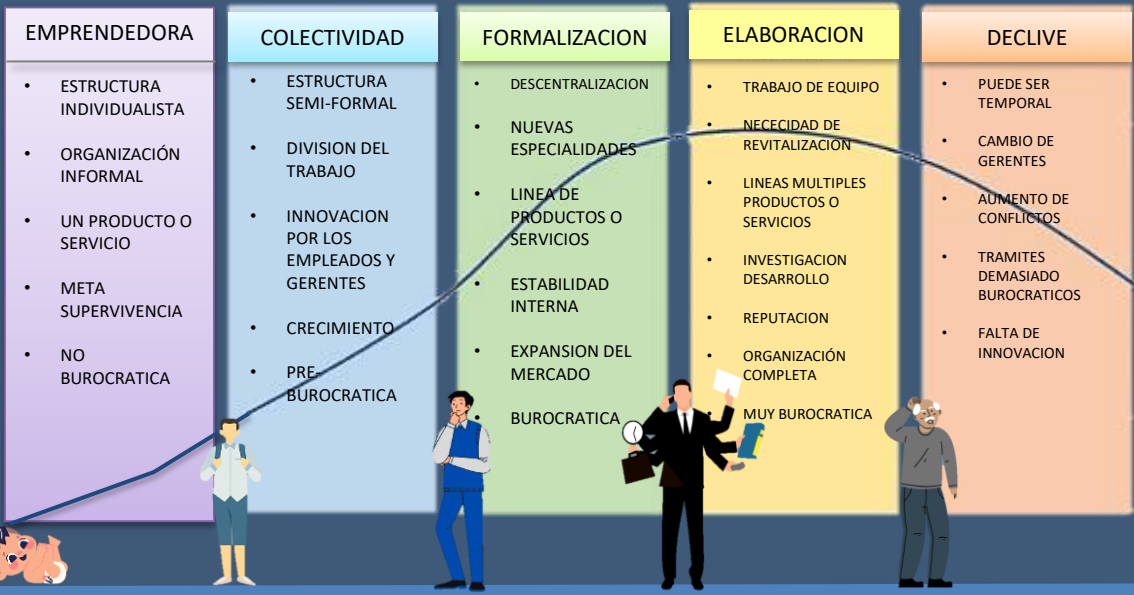 EMPRENDEDORA
• ESTRUCTURA
INDIVIDUALISTA
• ORGANIZACIÓN
INFORMAL
• UN PRODUCTO O
SERVICIO
• META
SUPERVIVENCIA
• NO
BUROCRATICA
COLECTIVIDAD
• ESTRUCTURA
SEMI-FORMAL
• DIVISION DEL
TRABAJO
• INNOVACION
POR LOS
EMPLEADOS Y
GERENTES
• CRECIMIENTO
• PRE-
BUROCRATICA
FORMALIZACION
• DESCENTRALIZACION
• NUEVAS
ESPECIALIDADES
• LINEA DE
PRODUCTOS O
SERVICIOS
• ESTABILIDAD
INTERNA
• EXPANSION DEL
MERCADO
• BUROCRATICA
ELABORACION
• TRABAJO DE EQUIPO
• NECECIDAD DE
REVITALIZACION
• LINEAS MULTIPLES
PRODUCTOS O
SERVICIOS
• INVESTIGACION
DESARROLLO
• REPUTACION
• ORGANIZACIÓN
COMPLETA
• MUY BUROCRATICA
DECLIVE
• PUEDE SER
TEMPORAL
• CAMBIO DE
GERENTES
• AUMENTO DE
CONFLICTOS
• TRAMITES
DEMASIADO
BUROCRATICOS
• FALTA DE
INNOVACION